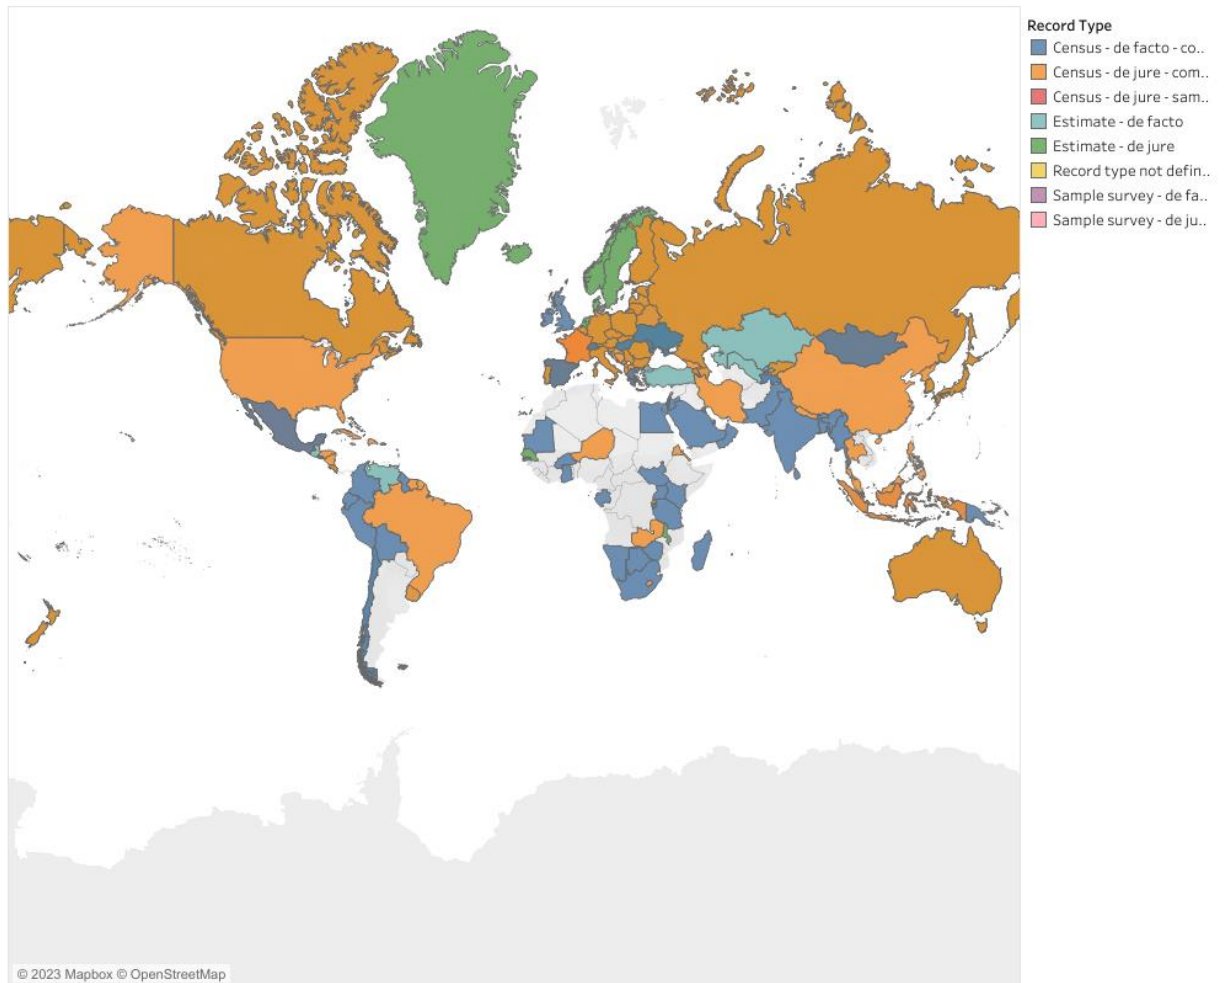 Record Type
Census - de facto - co..
Census - de jure - com..
Census - de jure - sam..
Estimate - de facto
Estimate - de jure
Record type not defin..
Sample survey - de fa..
Sample survey - de ju..
© 2023 Mapbox © OpenStreetMap